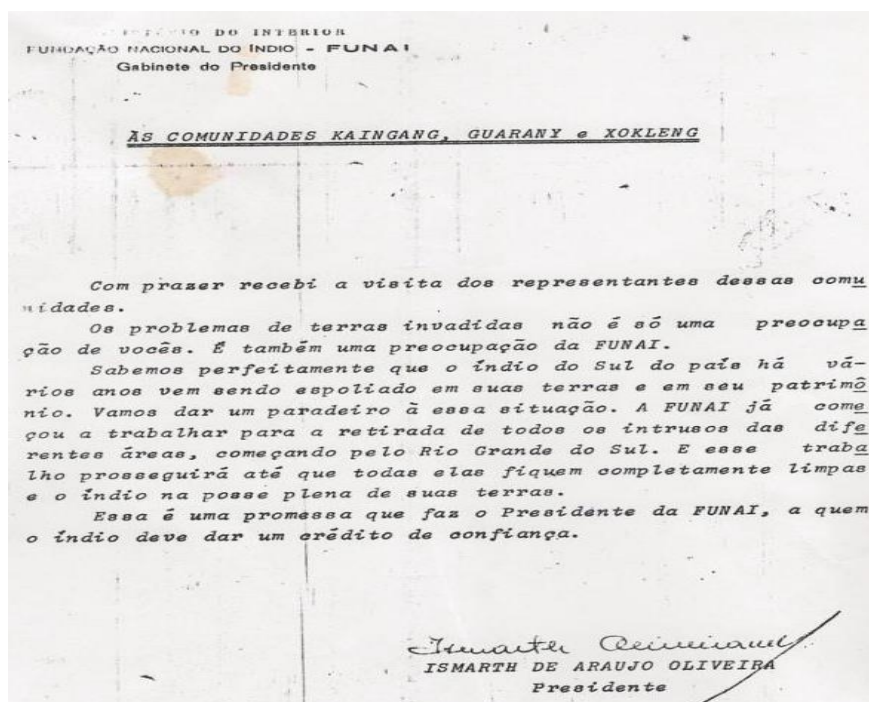 DO INTERIOR
FUNDAÇÃO NACIONAL DO ÍNDIO - FUNAI
Gabinete do Presidente
ÀS COMUNIDADES KAINGANG, GUARANY e XOKLENG
Com prazer recebi a visita dos representantes dessas comu
nidades.
Os problemas de terras invadidas não é só uma preocupa
ção de vocês. É também uma preocupação da FUNAI.
Sabemos perfeitamente que o índio do Sul do país há vá-
rios anos vem sendo espoliado em suas terras e em seu patrimô
nio. Vamos dar um paradeiro à essa situação. A FUNAI já come
çou a trabalhar para a retirada de todos os intrusos das dife
rentes áreas, começando pelo Rio Grande do Sul. E esse traba
lho prosseguirá até que todas elas fiquem completamente limpas
e o índio na posse plena de suas terras.
Essa é uma promessa que faz o Presidente da FUNAI, a quem
o índio deve dar um crédito de confiança.
ISMARTH DE ARAUJO OLIVEIRA
Presidente